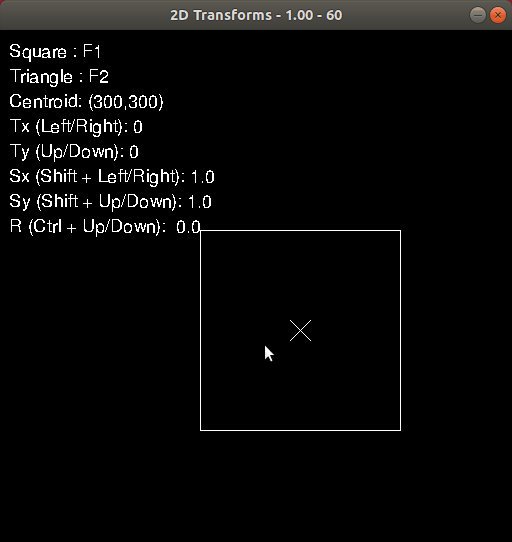 2D Transforms - 1.00 - 60
Square : F1
Triangle : F2
Centroid: (300,300)
Tx (Left/Right): 0
Ty (Up/Down): 0
Sx (Shift + Left/Right): 1.0
Sy (Shift + Up/Down): 1.0
R (Ctrl + Up/Down):  0.0